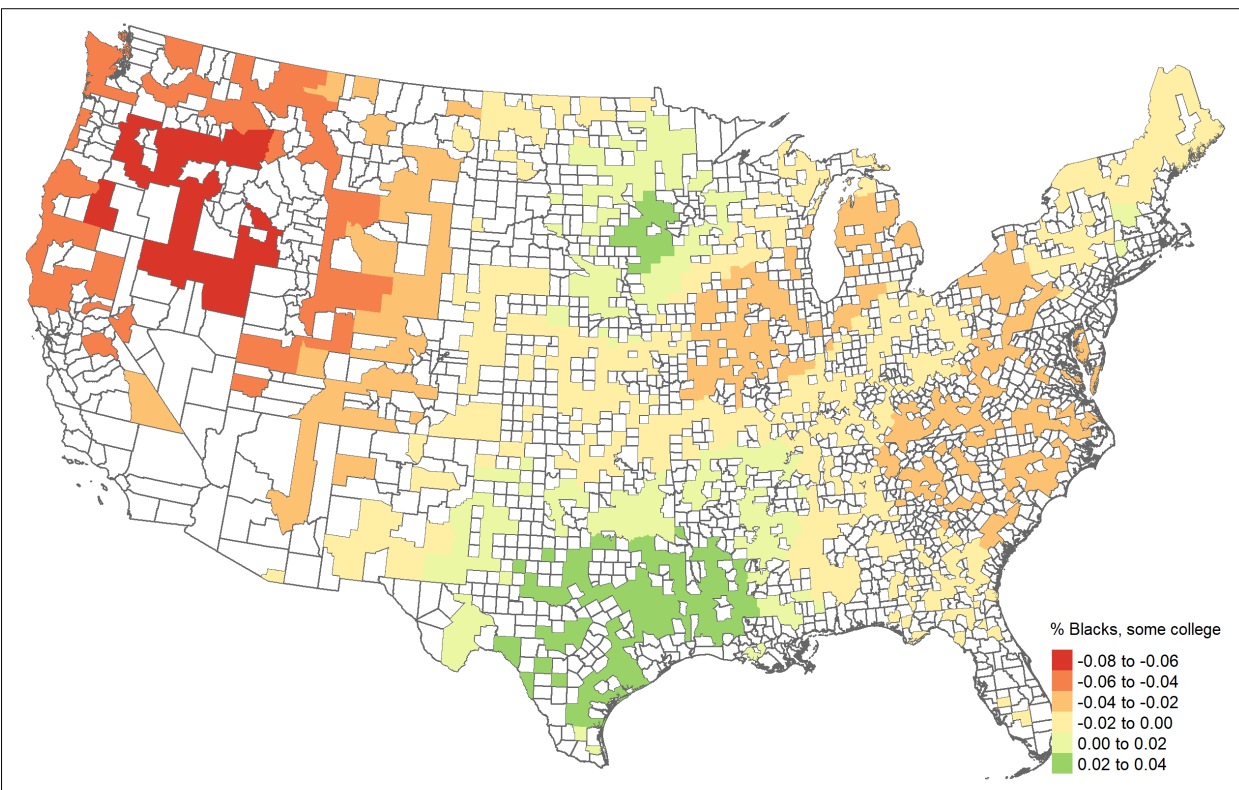 % Blacks, some college
-0.08 to -0.06
-0.06 to -0.04
-0.04 to -0.02
-0.02 to 0.00
0.00 to 0.02
0.02 to 0.04